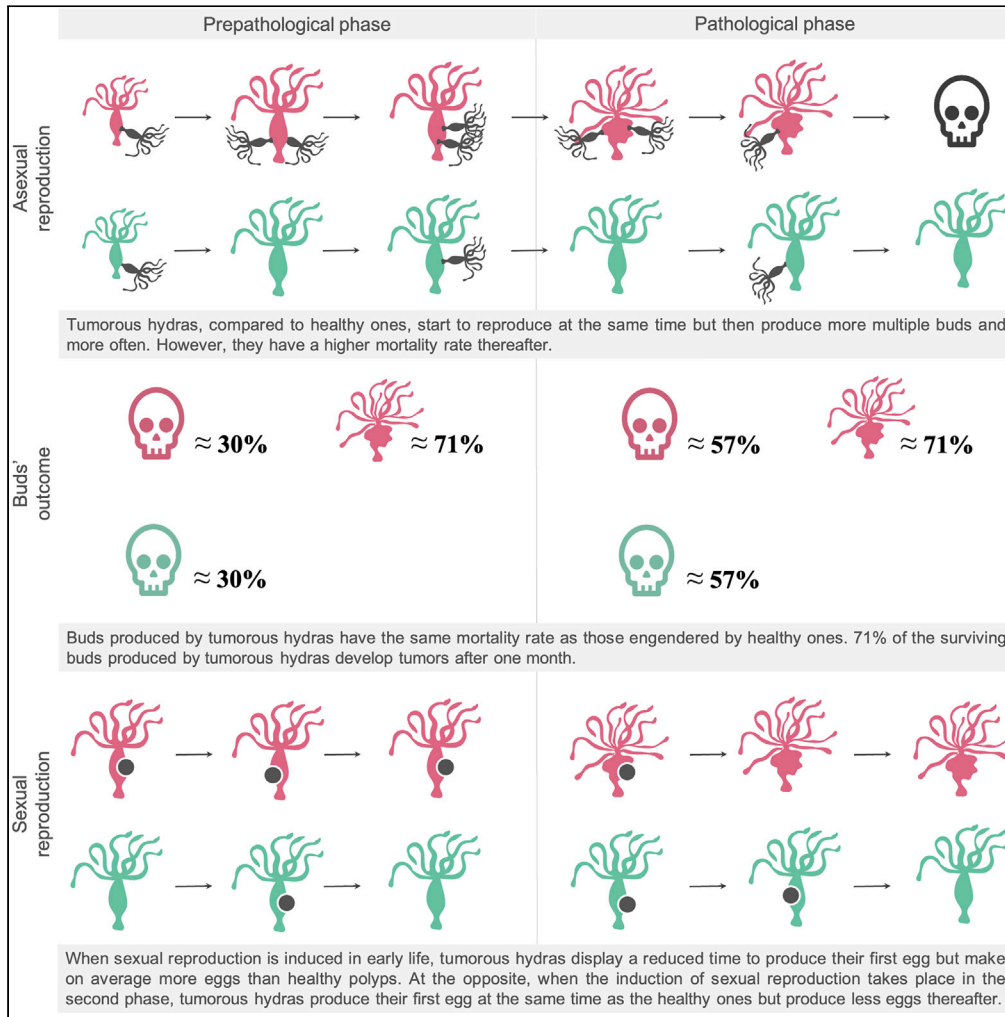 Prepathological phase
Pathological phase
Asexual
reproduction
Tumorous hydras, compared to healthy ones, start to reproduce at the same time but then produce more multiple buds and
more often. However, they have a higher mortality rate thereafter.
Buds'
outcome
≈ 30%
≈ 71%
≈ 57%
≈ 71%
≈ 30%
≈ 57%
Buds produced by tumorous hydras have the same mortality rate as those engendered by healthy ones. 71% of the surviving
buds produced by tumorous hydras develop tumors after one month.
Sexual
reproduction
When sexual reproduction is induced in early life, tumorous hydras display a reduced time to produce their first egg but make
on average more eggs than healthy polyps. At the opposite, when the induction of sexual reproduction takes place in the
second phase, tumorous hydras produce their first egg at the same time as the healthy ones but produce less eggs thereafter.